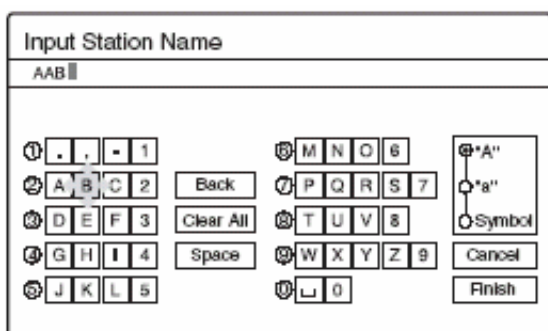 Input Station Name
AAB
① . , - 1 ⑥ M N O 6 "A"
② A B C 2 Back ⑦ P Q R S 7 "a"
③ D E F 3 Clear All ⑧ T U V 8 Symbol
④ G H I 4 Space ⑨ W X Y Z 9 Cancel
⑤ J K L 5 ⓪ ␣ 0 Finish